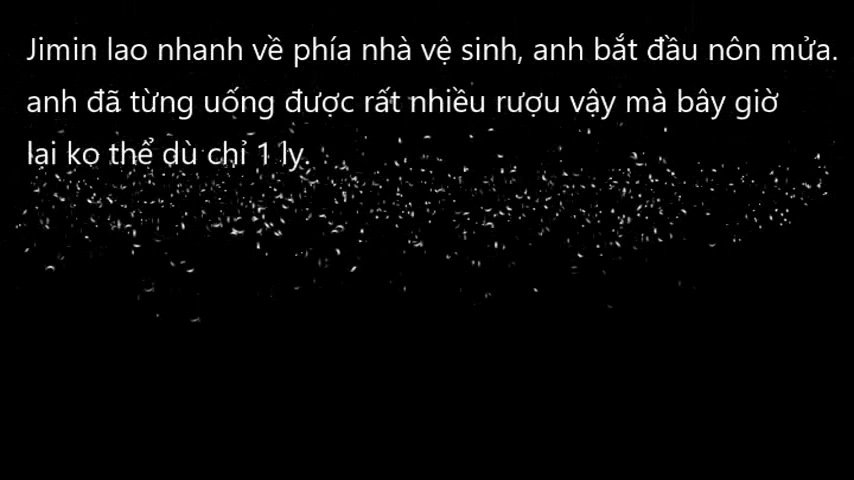 Jimin lao nhanh về phía nhà vệ sinh, anh bắt đầu nôn mửa.
anh đã từng uống được rất nhiều rượu vậy mà bây giờ
lại ko thể dù chỉ 1 ly.